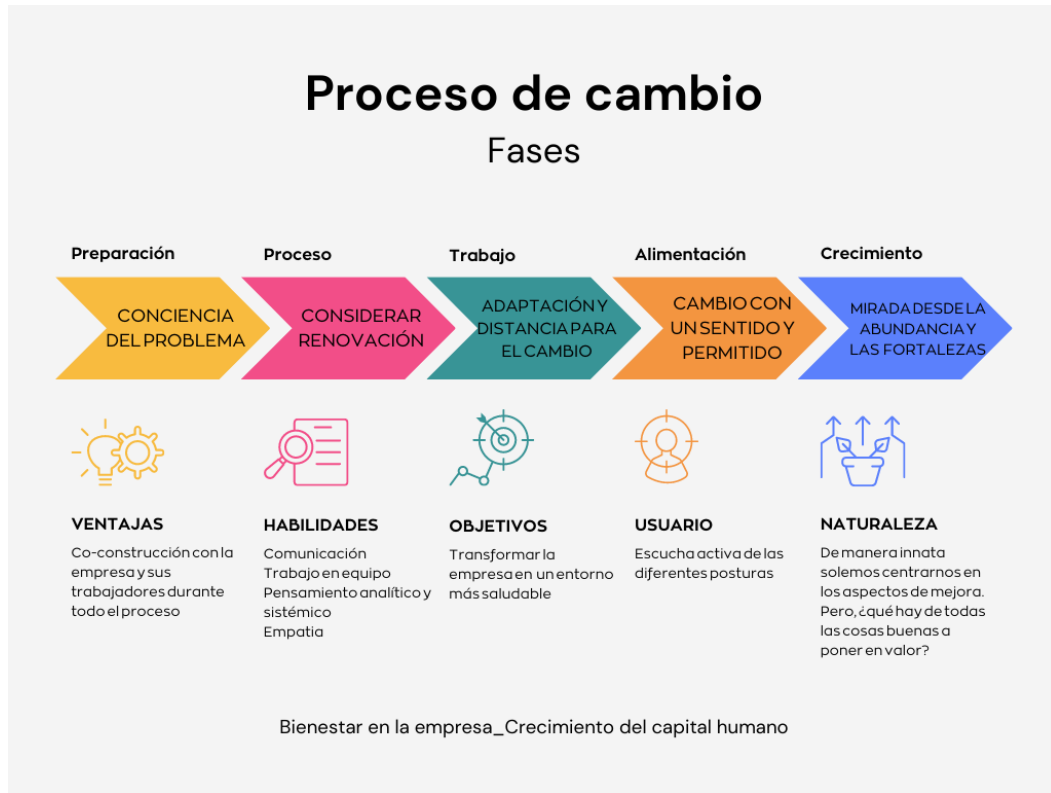 Proceso de cambio
Fases
Preparación
CONCIENCIA
DEL PROBLEMA
Proceso
CONSIDERAR
RENOVACIÓN
Trabajo
ADAPTACIÓN Y
DISTANCIA PARA
EL CAMBIO
Alimentación
CAMBIO CON
UN SENTIDO Y
PERMITIDO
Crecimiento
MIRADA DESDE LA
ABUNDANCIA Y
LAS FORTALEZAS
VENTAJAS
Co-construcción con la
empresa y sus
trabajadores durante
todo el proceso
HABILIDADES
Comunicación
Trabajo en equipo
Pensamiento analítico y
sistémico
Empatia
OBJETIVOS
Transformar la
empresa en un entorno
más saludable
USUARIO
Escucha activa de las
diferentes posturas
NATURALEZA
De manera innata
solemos centrarnos en
los aspectos de mejora.
Pero, ¿qué hay de todas
las cosas buenas a
poner en valor?
Bienestar en la empresa_Crecimiento del capital humano